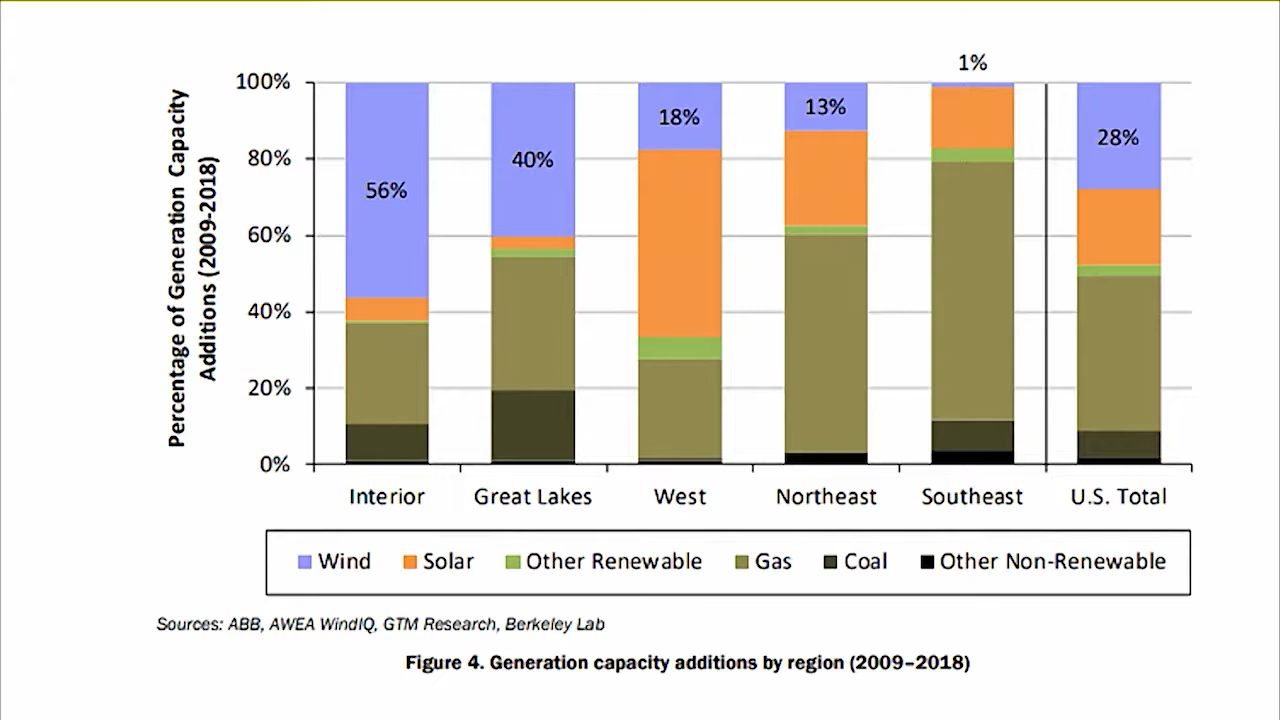 Percentage of Generation Capacity
Additions (2009-2018)
100%
80%
60%
40%
20%
0%
56%
40%
18%
13%
1%
28%
Interior
Great Lakes
West
Northeast
Southeast
U.S. Total
Wind
Solar
Other Renewable
Gas
Coal
Other Non-Renewable
Sources: ABB, AWEA WindIQ, GTM Research, Berkeley Lab
Figure 4. Generation capacity additions by region (2009–2018)